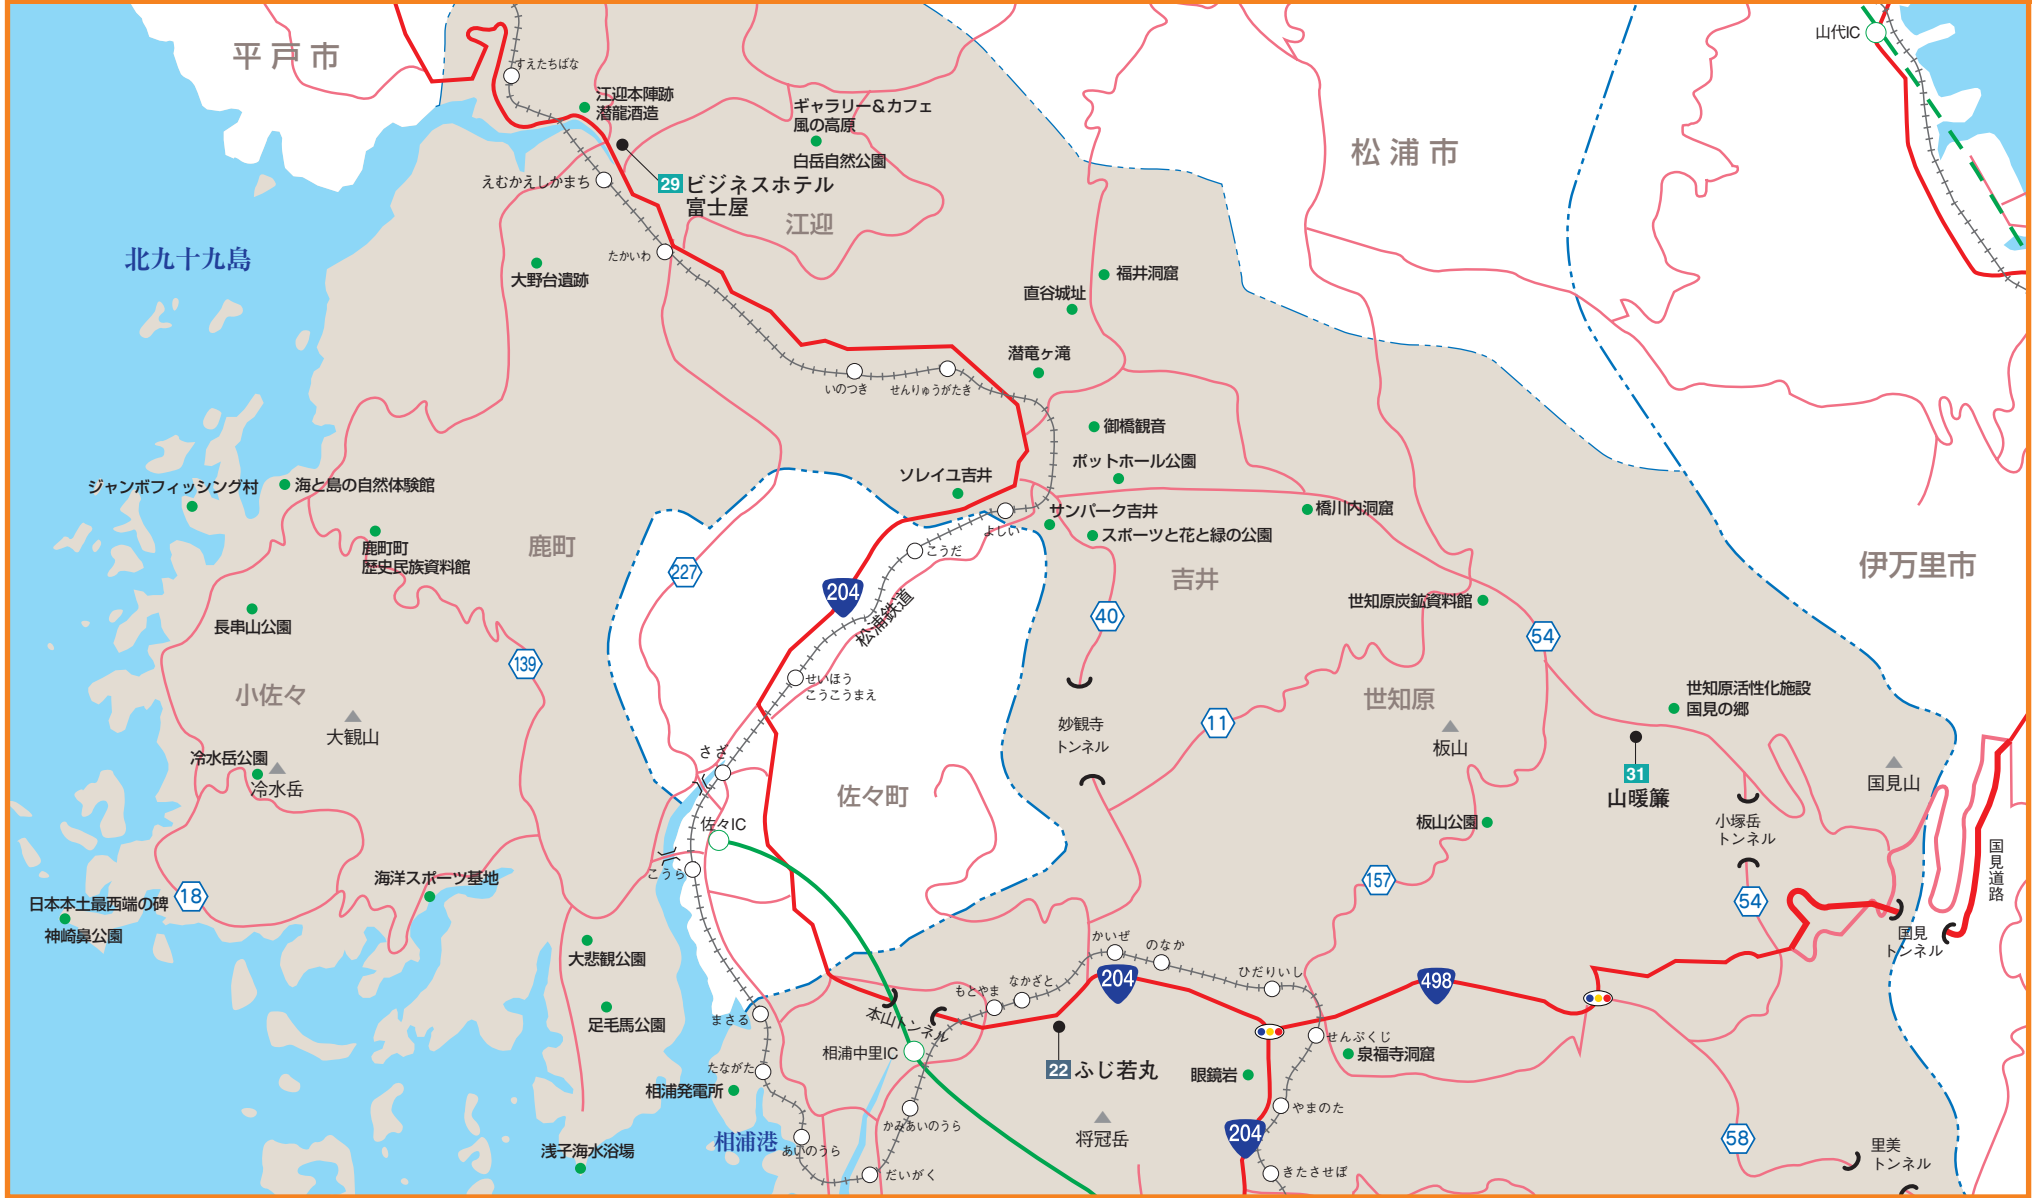 平戸市
すえたちばな
江迎本陣跡
潜龍酒造
ギャラリー＆カフェ
風の高原
白岳自然公園
えむかえしかまち
29 ビジネスホテル
富士屋
江迎
松浦市
山代IC
北九十九島
たかいわ
大野台遺跡
福井洞窟
直谷城址
潜竜ヶ滝
いのつき
せんりゅうがたき
御橋観音
ポットホール公園
ソレイユ吉井
サンパーク吉井
スポーツと花と緑の公園
橋川内洞窟
よしい
こうだ
ジャンボフィッシング村
海と島の自然体験館
鹿町町
歴史民族資料館
鹿町
227
204
松浦鉄道
吉井
伊万里市
40
世知原炭鉱資料館
54
長串山公園
139
せいほう
こうこうまえ
小佐々
大観山
世知原
世知原活性化施設
国見の郷
11
妙観寺
トンネル
板山
31
山暖簾
国見山
ささ
冷水岳公園
冷水岳
佐々町
佐々IC
板山公園
小塚岳
トンネル
国見道路
こうら
海洋スポーツ基地
157
54
日本本土最西端の碑
神崎鼻公園
18
国見
トンネル
大悲観公園
かいぜ
のなか
204
ひだりいし
498
なかざと
もとやま
足毛馬公園
まさる
本山トンネル
相浦中里IC
せんぷくじ
泉福寺洞窟
22 ふじ若丸
眼鏡岩
たながた
相浦発電所
やまのた
かみあいのうら
将冠岳
204
58
相浦港
あいのうら
浅子海水浴場
だいがく
きたさせぼ
里美
トンネル